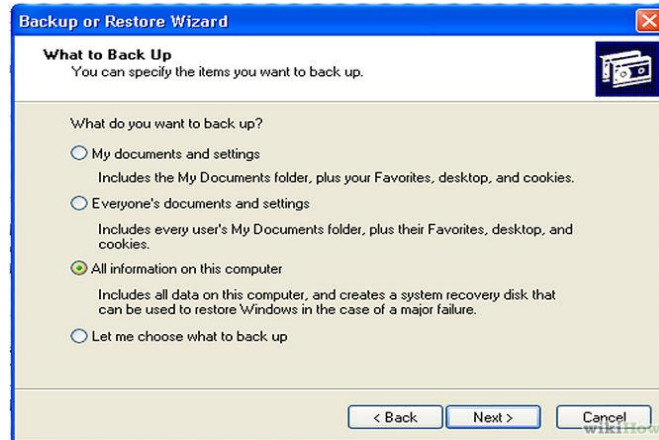 Backup or Restore Wizard
What to Back Up
You can specify the items you want to back up.
What do you want to back up?
My documents and settings
Includes the My Documents folder, plus your Favorites, desktop, and cookies.
Everyone's documents and settings
Includes every user's My Documents folder, plus their Favorites, desktop, and
cookies.
All information on this computer
Includes all data on this computer, and creates a system recovery disk that
can be used to restore Windows in the case of a major failure.
Let me choose what to back up
< Back
Next >
Cancel
wikiHow